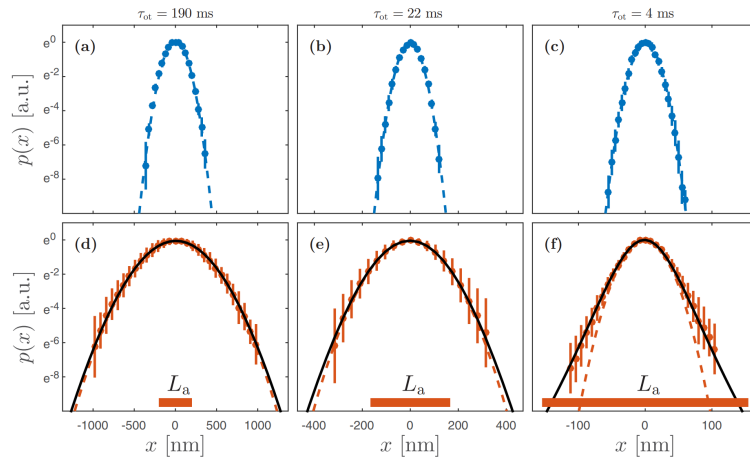 τot = 190 ms
τot = 22 ms
τot = 4 ms
(a)
(b)
(c)
p(x) [a.u.]
e⁰
e⁻²
e⁻⁴
e⁻⁶
e⁻⁸
(d)
(e)
(f)
p(x) [a.u.]
e⁰
e⁻²
e⁻⁴
e⁻⁶
e⁻⁸
La
La
La
-1000 -500 0 500 1000
-400 -200 0 200 400
-100 0 100
x [nm]
x [nm]
x [nm]